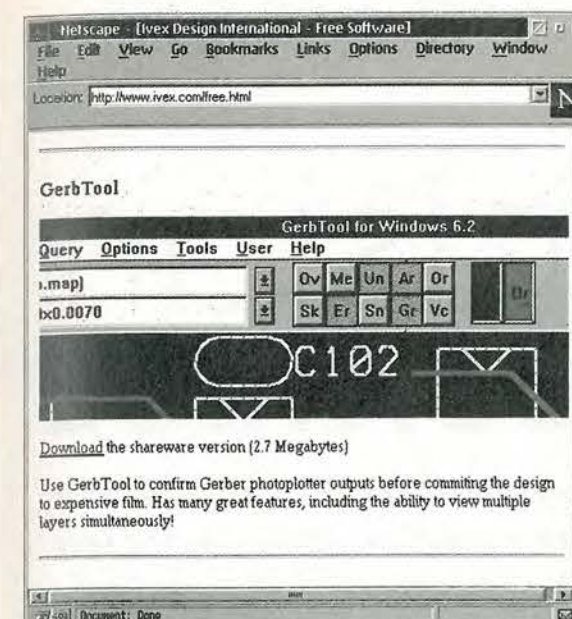 Netscape - [Ivex Design International - Free Software]
File Edit View Go Bookmarks Links Options Directory Window
Help
Location: http://www.ivex.com/free.html
N
GerbTool
GerbTool for Windows 6.2
Query Options Tools User Help
.map)
Ov Me Un Ar Or
bx0.0070
Sk Er Sn Gr Vc
C102
Download the shareware version (2.7 Megabytes)
Use GerbTool to confirm Gerber photoplotter outputs before commiting the design
to expensive film. Has many great features, including the ability to view multiple
layers simultaneously!
Document: Done